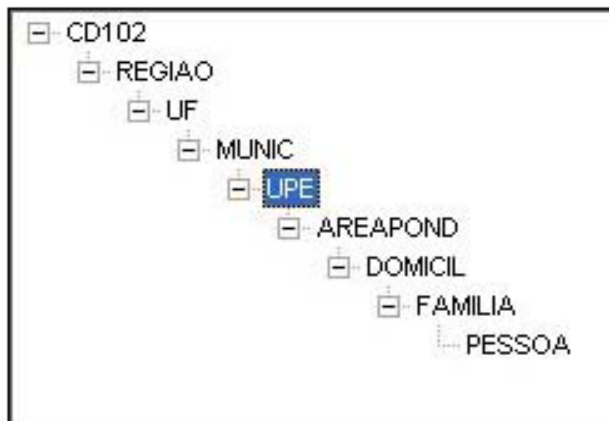 CD102
REGIAO
UF
MUNIC
UPE
AREAPOND
DOMICIL
FAMILIA
PESSOA